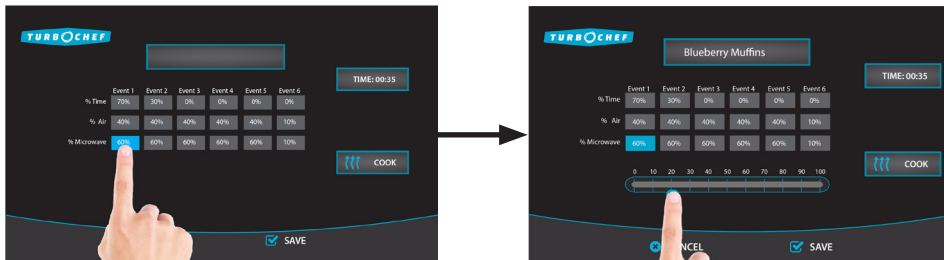 TURBOCHEF
TIME: 00:35
Event 1 Event 2 Event 3 Event 4 Event 5 Event 6
% Time 70% 30% 0% 0% 0% 0%
% Air 40% 40% 40% 40% 40% 10%
% Microwave 60% 60% 60% 60% 60% 10%
COOK
SAVE
TURBOCHEF
Blueberry Muffins
TIME: 00:35
Event 1 Event 2 Event 3 Event 4 Event 5 Event 6
% Time 70% 30% 0% 0% 0% 0%
% Air 40% 40% 40% 40% 40% 10%
% Microwave 60% 60% 60% 60% 60% 10%
COOK
0 10 20 30 40 50 60 70 80 90 100
NCEL
SAVE